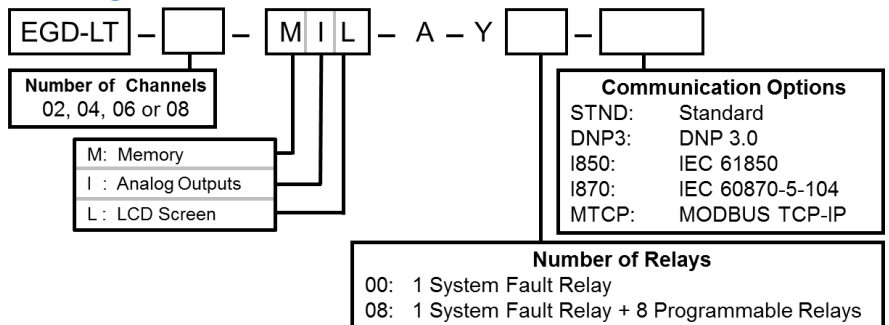 EGD-LT – – M I L – A – Y –
Number of Channels
02, 04, 06 or 08
M: Memory
I : Analog Outputs
L : LCD Screen
Communication Options
STND: Standard
DNP3: DNP 3.0
I850: IEC 61850
I870: IEC 60870-5-104
MTCP: MODBUS TCP-IP
Number of Relays
00: 1 System Fault Relay
08: 1 System Fault Relay + 8 Programmable Relays